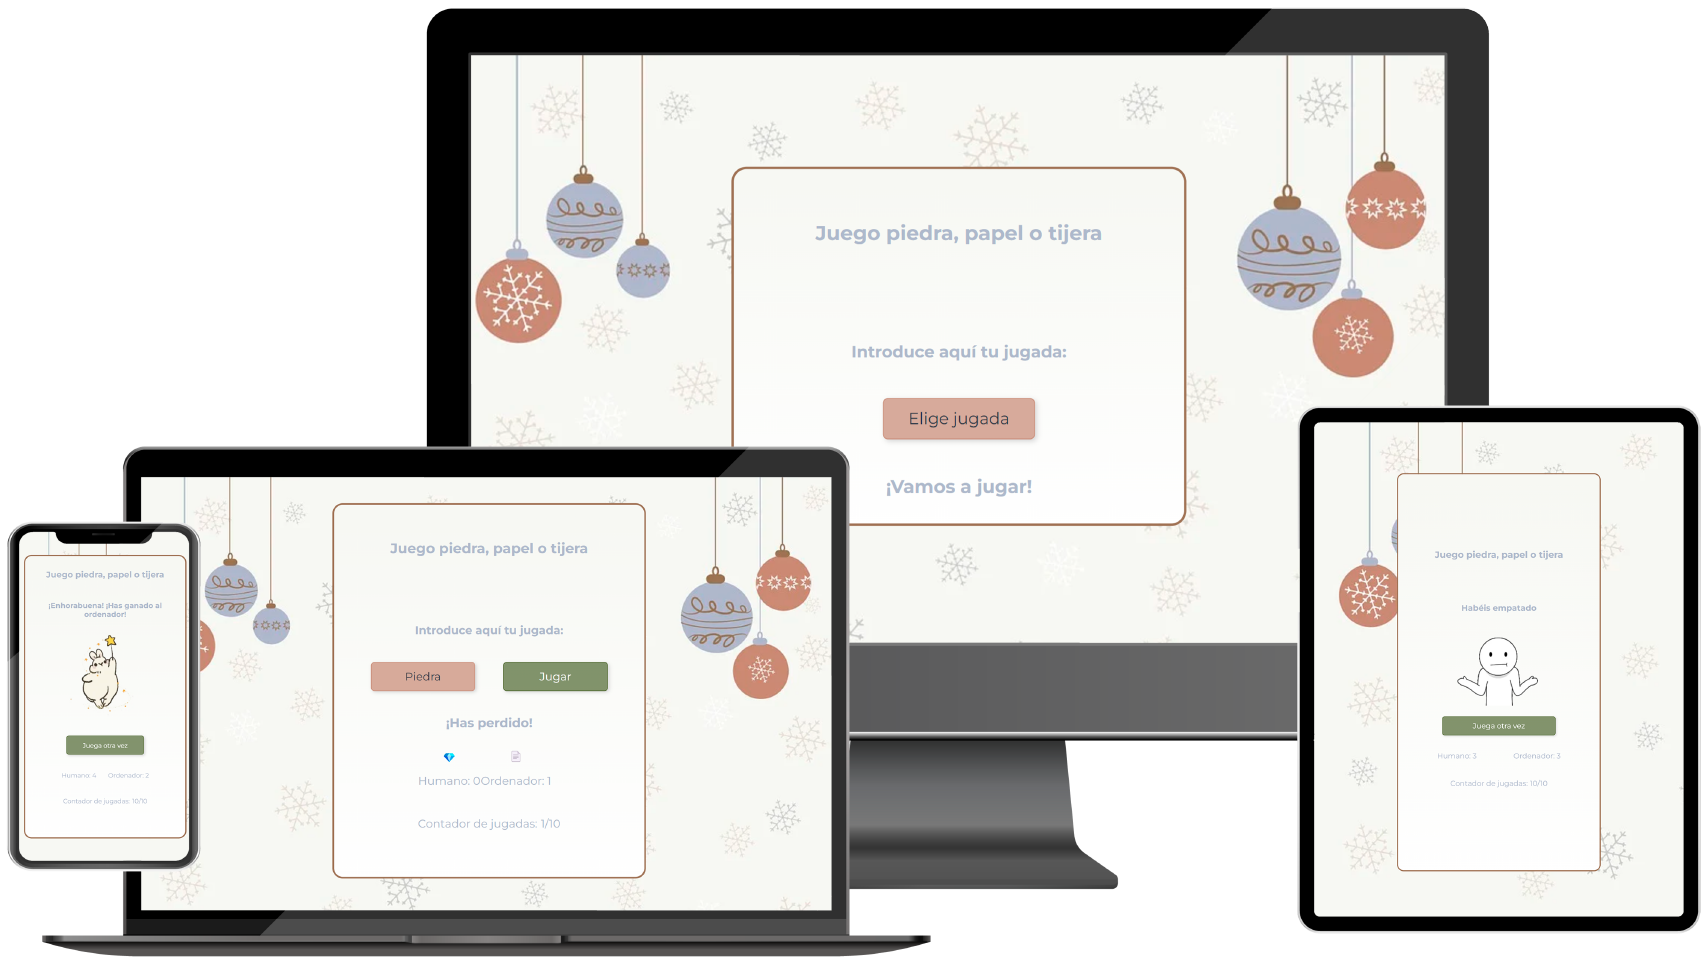 Juego piedra, papel o tijera
Introduce aquí tu jugada:
Elige jugada
¡Vamos a jugar!
Juego piedra, papel o tijera
Introduce aquí tu jugada:
Piedra
Jugar
¡Has perdido!
Humano: 0Ordenador: 1
Contador de jugadas: 1/10
Juego piedra, papel o tijera
¡Enhorabuena! ¡Has ganado al
ordenador!
Juega otra vez
Humano: 4 Ordenador: 2
Contador de jugadas: 10/10
Juego piedra, papel o tijera
Habéis empatado
Juega otra vez
Humano: 3 Ordenador: 3
Contador de jugadas: 10/10